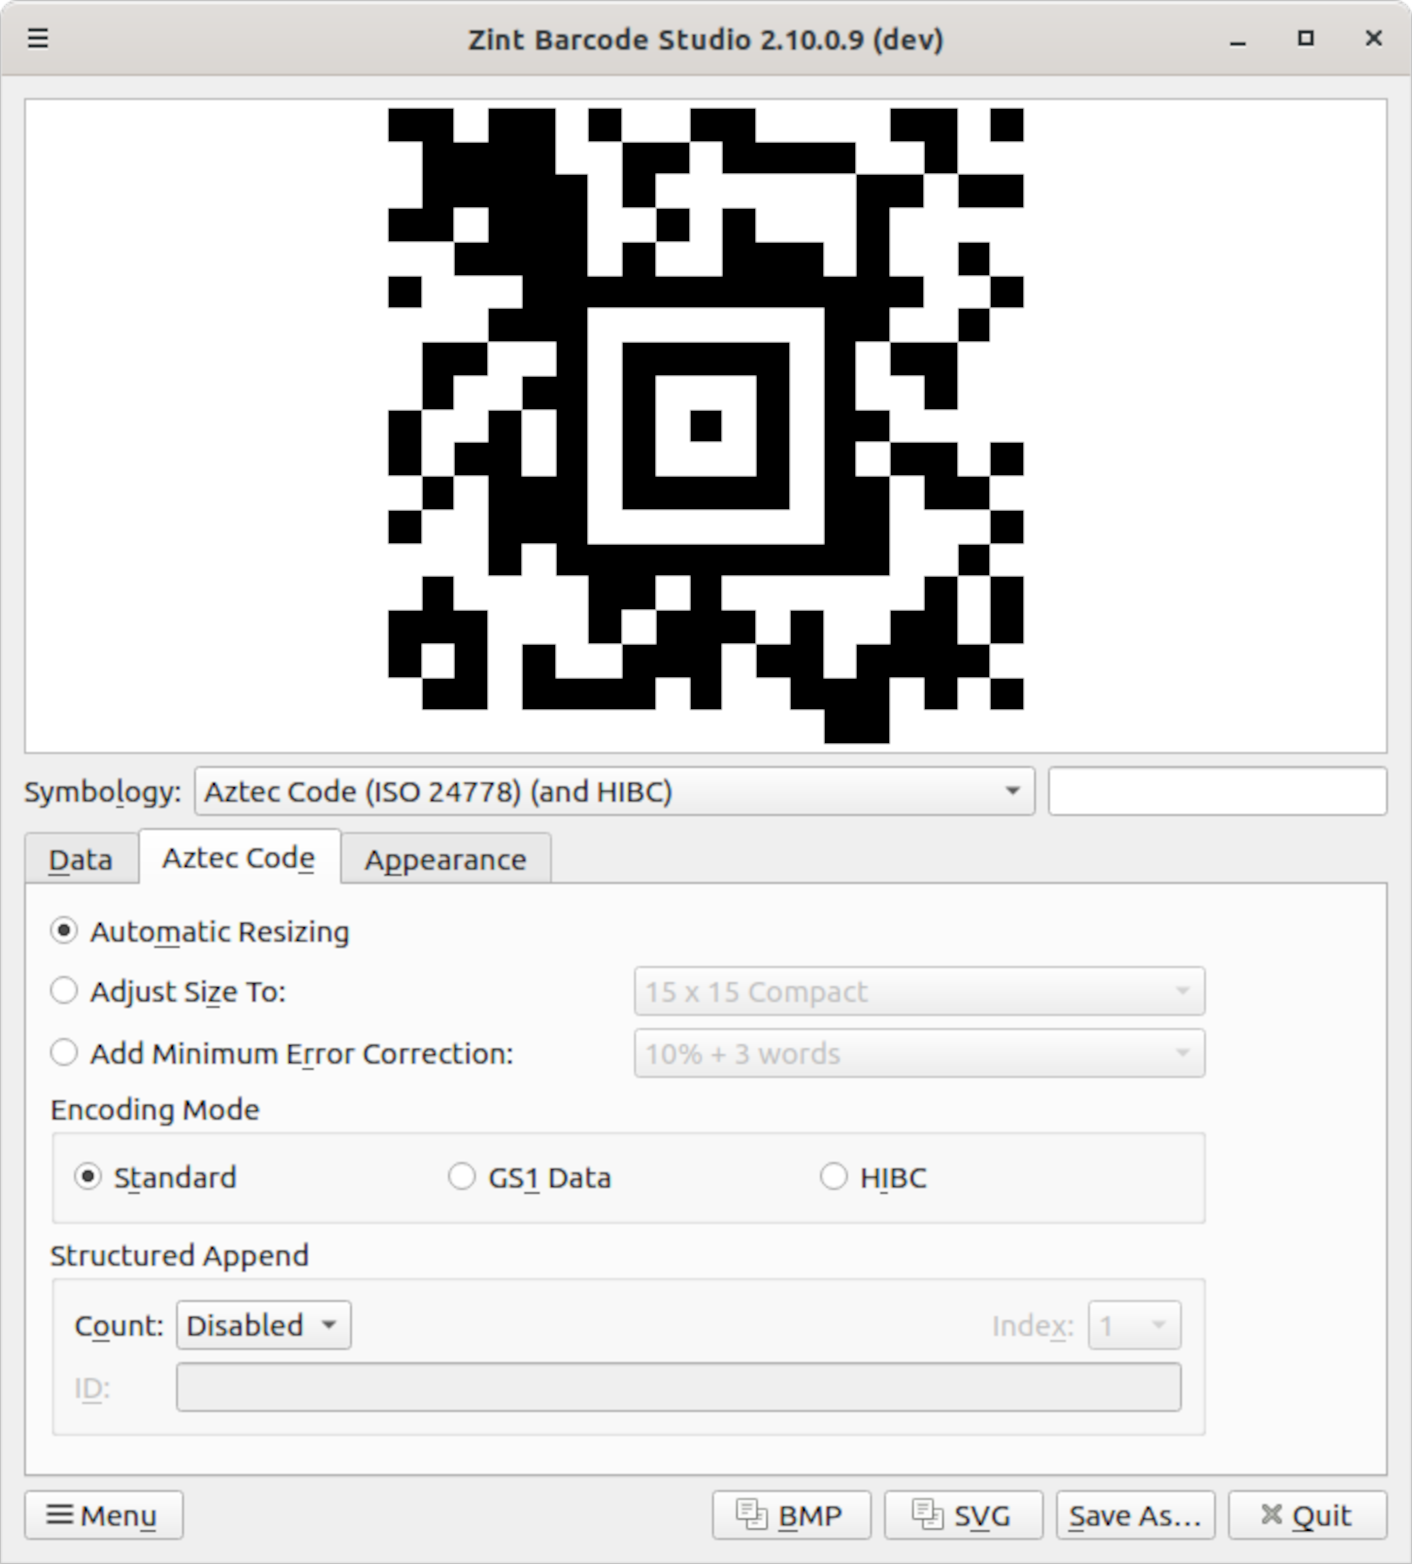 Zint Barcode Studio 2.10.0.9 (dev)
Symbology: Aztec Code (ISO 24778) (and HIBC)
Data Aztec Code Appearance
Automatic Resizing
Adjust Size To: 15 x 15 Compact
Add Minimum Error Correction: 10% + 3 words
Encoding Mode
Standard GS1 Data HIBC
Structured Append
Count: Disabled Index: 1
ID:
Menu BMP SVG Save As... Quit